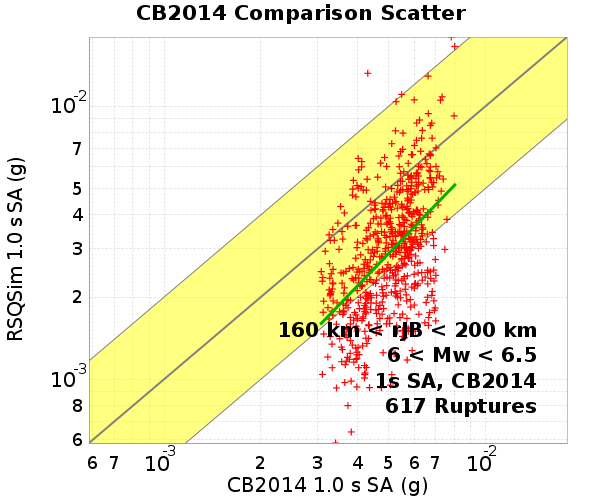 CB2014 Comparison Scatter
RSQSim 1.0 s SA (g)
10-2
7
5
4
3
2
10-3
8
6
160 km < rJB < 200 km
6 < Mw < 6.5
1s SA, CB2014
617 Ruptures
6 7 10-3 2 3 4 5 6 7 10-2
CB2014 1.0 s SA (g)